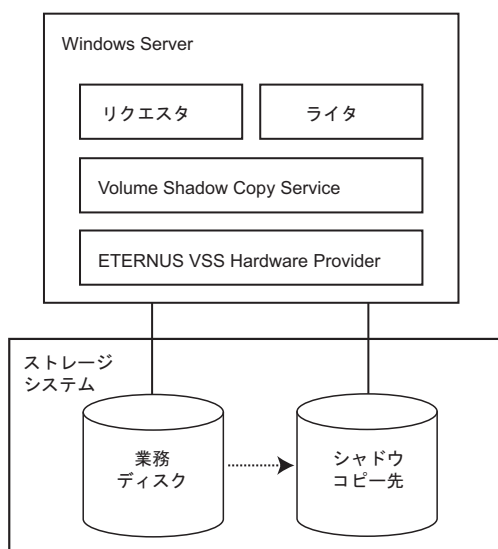 Windows Server
リクエスタ
ライタ
Volume Shadow Copy Service
ETERNUS VSS Hardware Provider
ストレージ
システム
業務
ディスク
シャドウ
コピー先